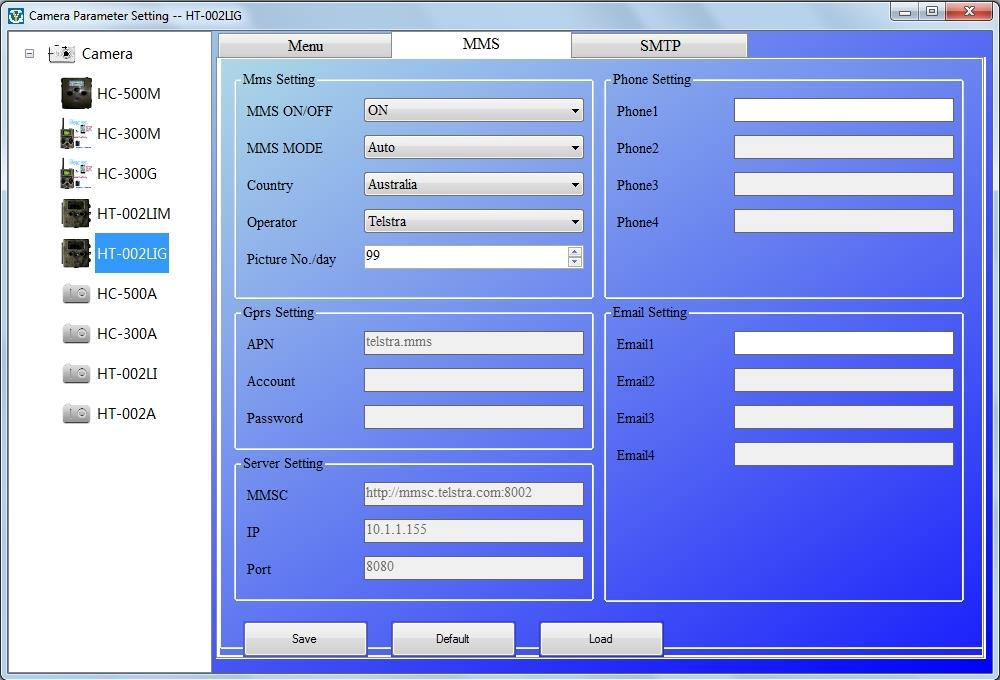 Camera Parameter Setting -- HT-002LIG
Camera
HC-500M
HC-300M
HC-300G
HT-002LIM
HT-002LIG
HC-500A
HC-300A
HT-002LI
HT-002A
Menu
MMS
SMTP
Mms Setting
MMS ON/OFF
ON
MMS MODE
Auto
Country
Australia
Operator
Telstra
Picture No./day
99
Gprs Setting
APN
telstra.mms
Account
Password
Server Setting
MMSC
http://mmsc.telstra.com:8002
IP
10.1.1.155
Port
8080
Phone Setting
Phone1
Phone2
Phone3
Phone4
Email Setting
Email1
Email2
Email3
Email4
Save
Default
Load